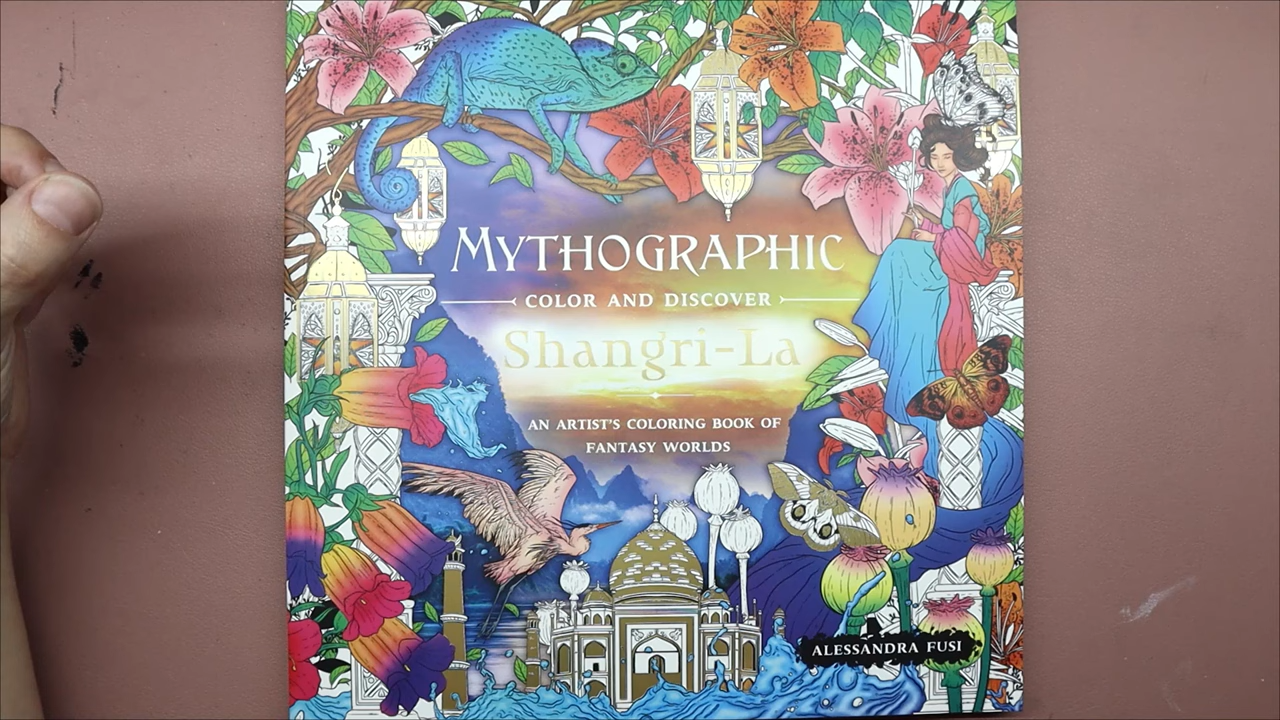 MYTHOGRAPHIC
COLOR AND DISCOVER
Shangri-La
AN ARTIST'S COLORING BOOK OF
FANTASY WORLDS
ALESSANDRA FUSI